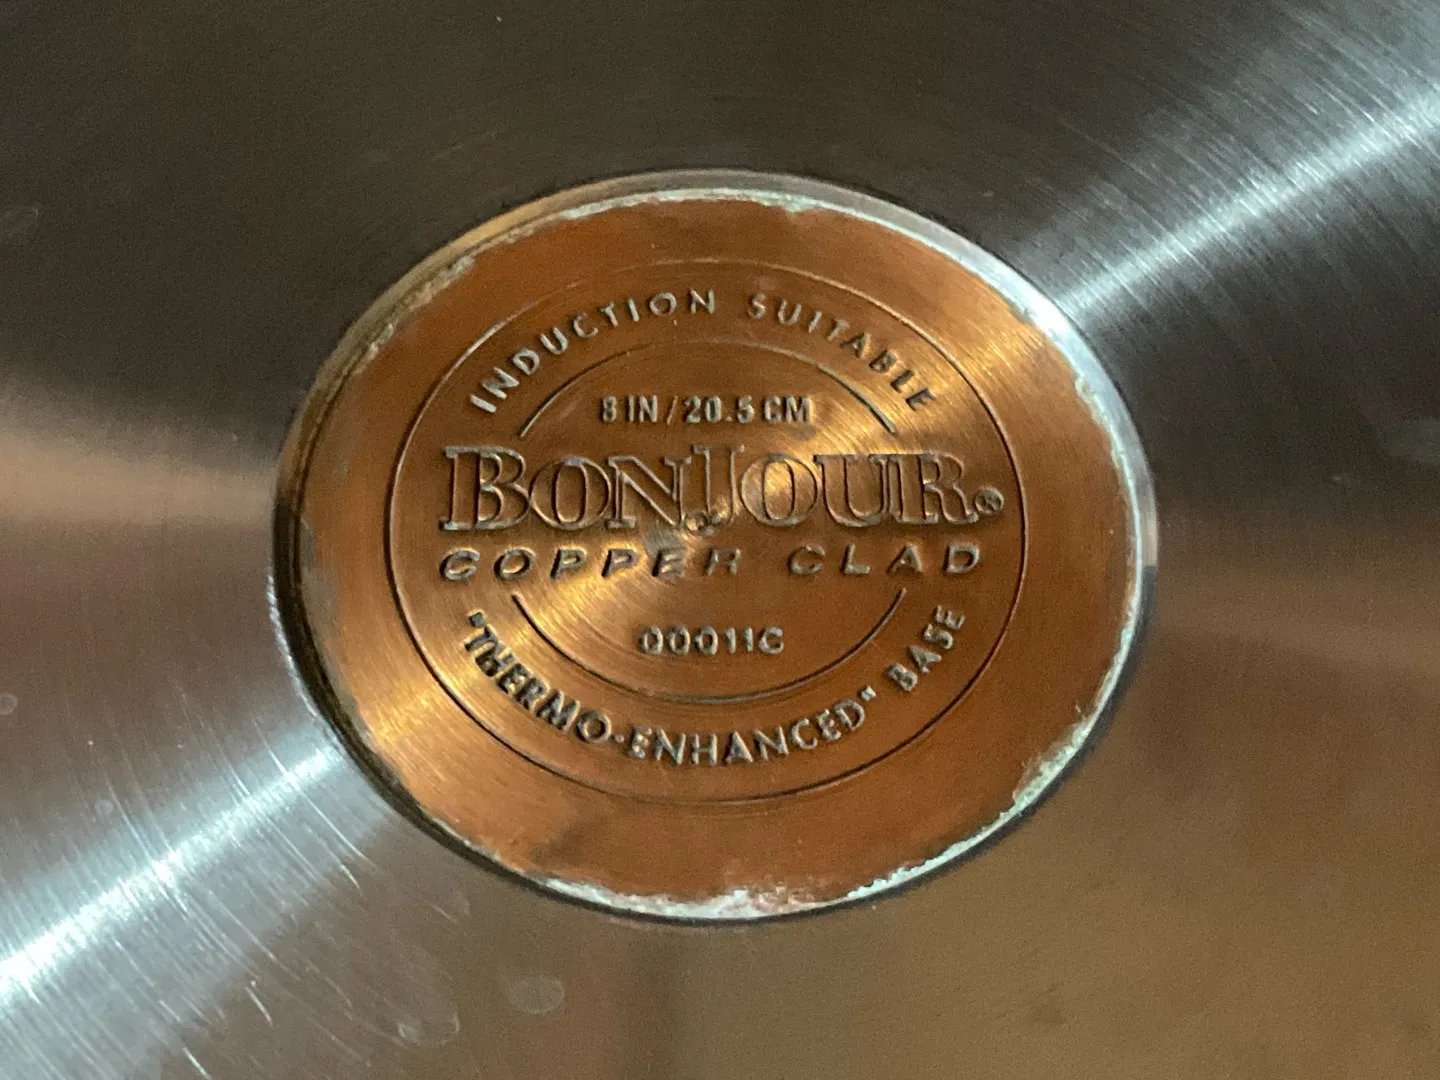 INDUCTION SUITABLE
8 IN/20.5 CM
BONJOUR®
COPPER CLAD
00011C
"THERMO-ENHANCED" BASE